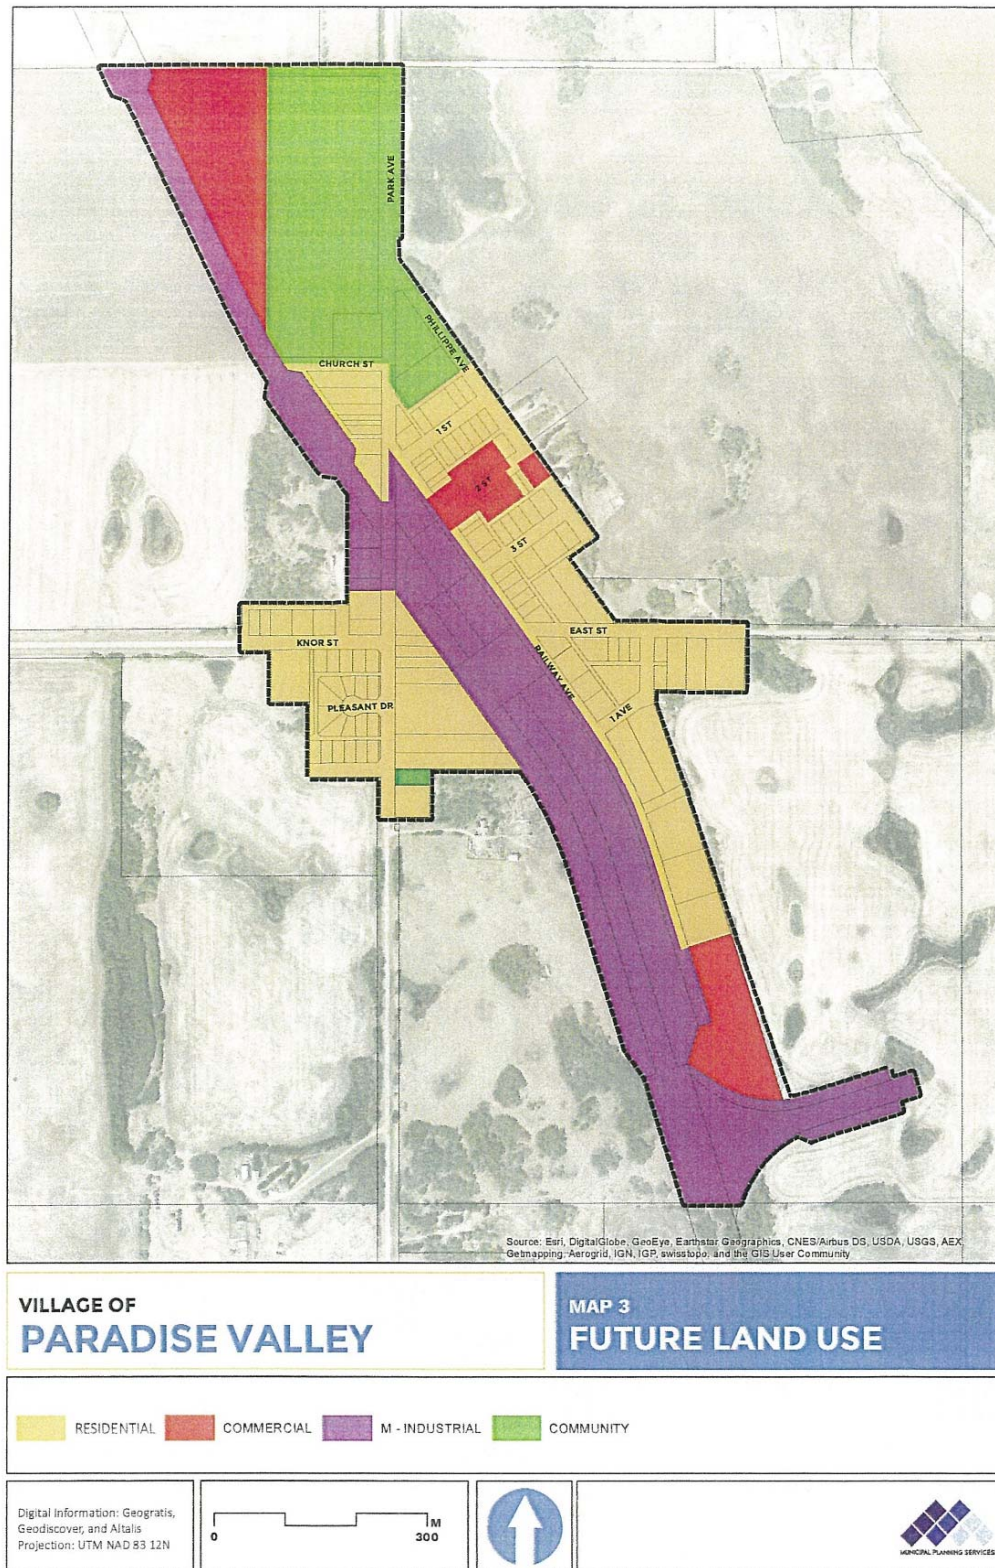 PARK AVE
PHILLIPPE AVE
CHURCH ST
1 ST
2 ST
3 ST
EAST ST
KNOR ST
RAILWAY AVE
PLEASANT DR
1 AVE
Source: Esri, DigitalGlobe, GeoEye, Earthstar Geographics, CNES/Airbus DS, USDA, USGS, AEX,
Getmapping, Aerogrid, IGN, IGP, swisstopo, and the GIS User Community
VILLAGE OF
PARADISE VALLEY
MAP 3
FUTURE LAND USE
RESIDENTIAL
COMMERCIAL
M - INDUSTRIAL
COMMUNITY
Digital Information: Geogratis,
Geodiscover, and Altalis
Projection: UTM NAD 83 12N
M
0
300
MUNICIPAL PLANNING SERVICES